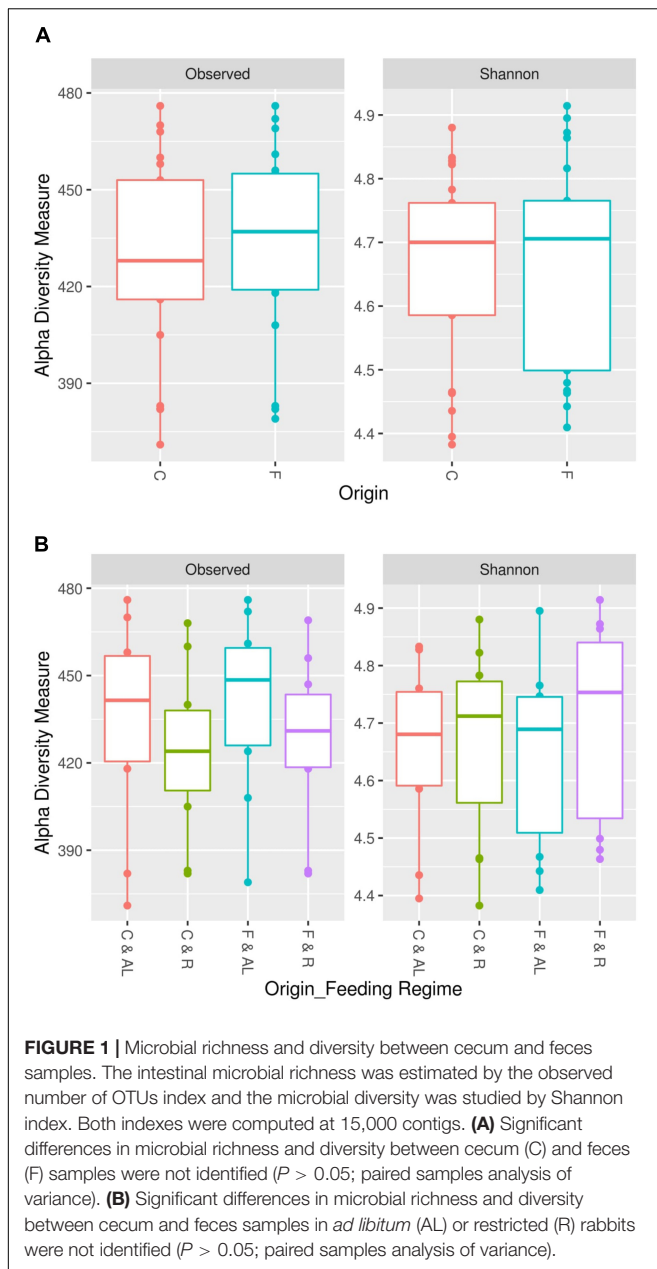 A
Observed
Shannon
Alpha Diversity Measure
480
450
420
390
4.9
4.8
4.7
4.6
4.5
4.4
C
F
C
F
Origin
B
Observed
Shannon
Alpha Diversity Measure
480
450
420
390
4.9
4.8
4.7
4.6
4.5
4.4
C & AL
C & R
F & AL
F & R
C & AL
C & R
F & AL
F & R
Origin_Feeding Regime
FIGURE 1 | Microbial richness and diversity between cecum and feces
samples. The intestinal microbial richness was estimated by the observed
number of OTUs index and the microbial diversity was studied by Shannon
index. Both indexes were computed at 15,000 contigs. (A) Significant
differences in microbial richness and diversity between cecum (C) and feces
(F) samples were not identified (P > 0.05; paired samples analysis of
variance). (B) Significant differences in microbial richness and diversity
between cecum and feces samples in ad libitum (AL) or restricted (R) rabbits
were not identified (P > 0.05; paired samples analysis of variance).